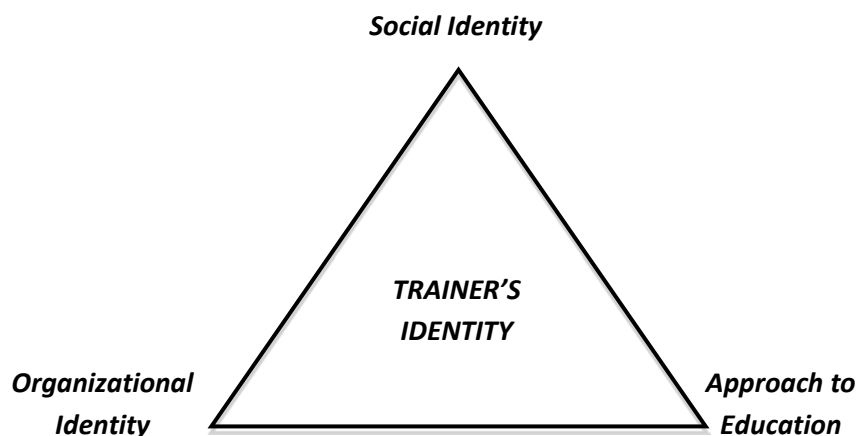 Social Identity
TRAINER’S
IDENTITY
Organizational
Identity
Approach to
Education